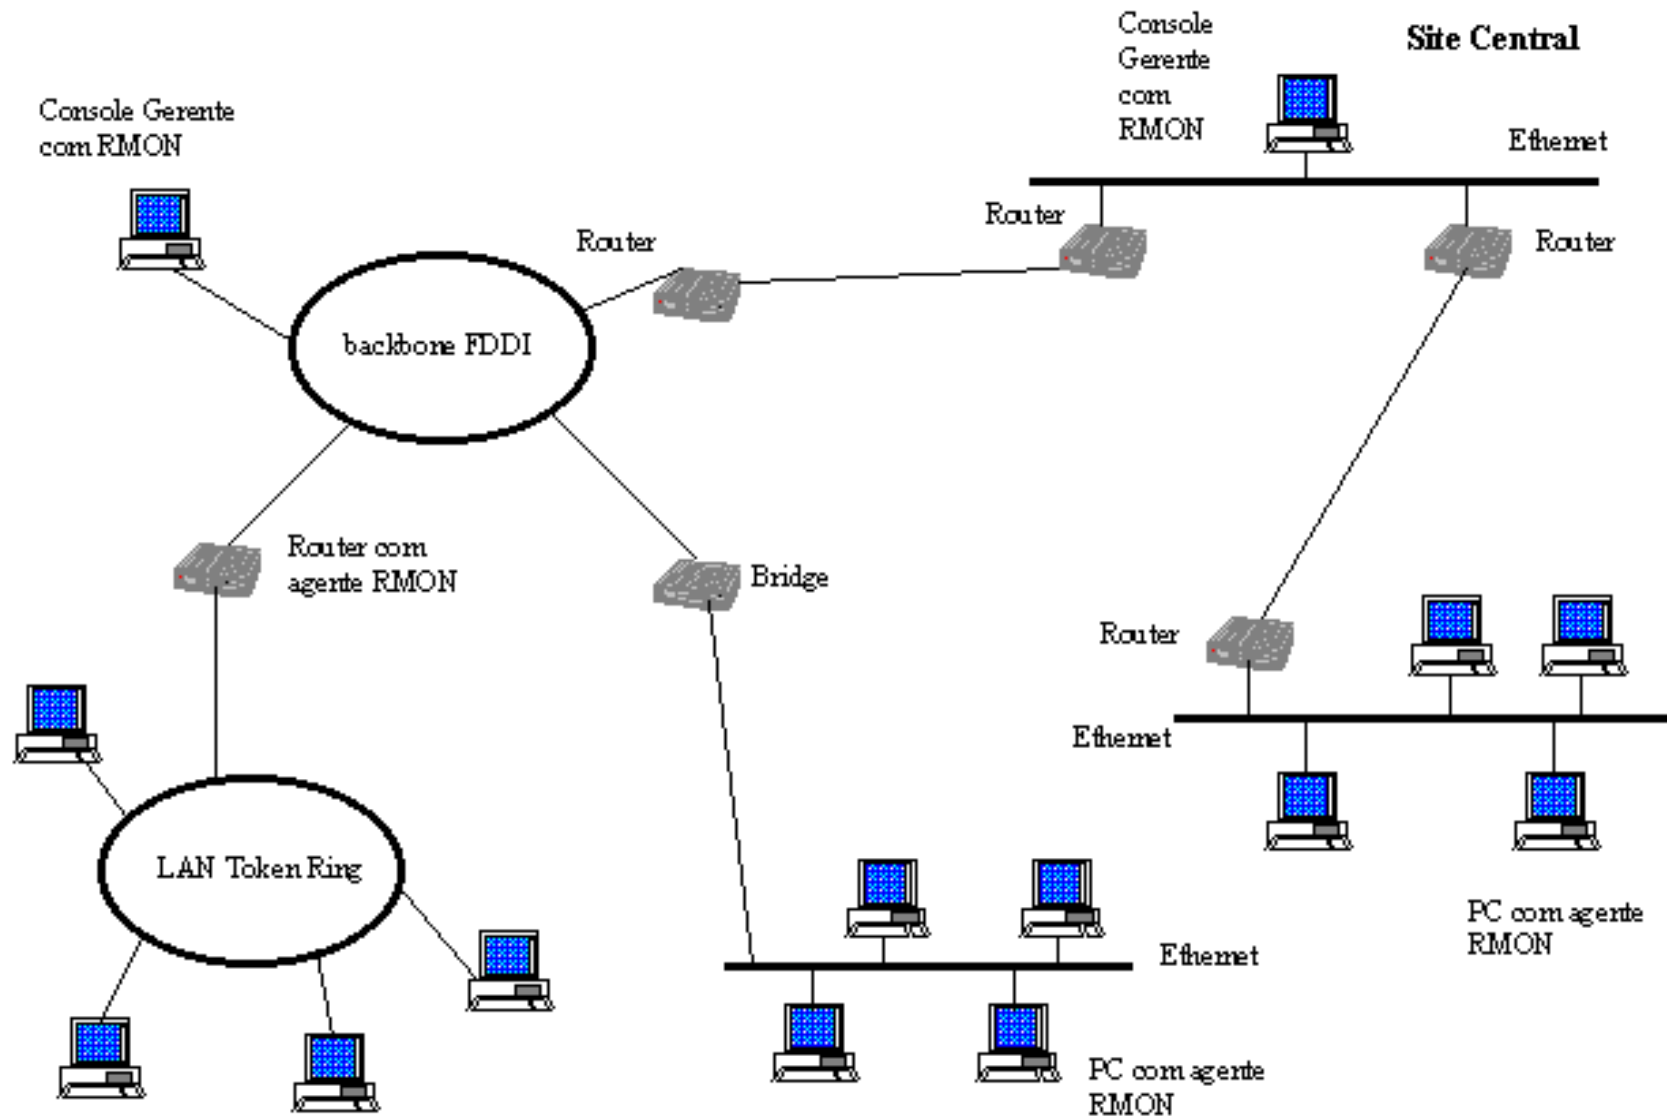 Console
Gerente
com
RMON
Site Central
Console Gerente
com RMON
Ethernet
Router
Router
Router
backbone FDDI
Router com
agente RMON
Bridge
Router
Ethernet
LAN Token Ring
PC com agente
RMON
Ethernet
PC com agente
RMON